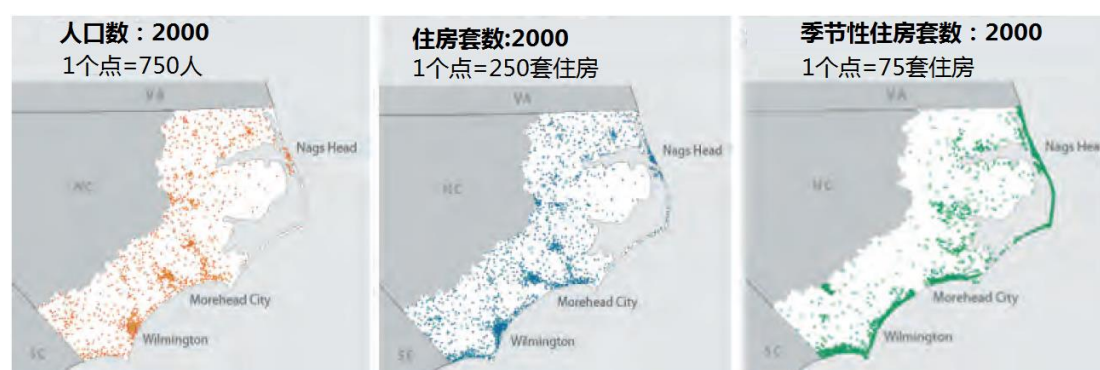 人口数：2000
1个点=750人
VA
NC
Nags Head
Morehead City
Wilmington
SC
住房套数:2000
1个点=250套住房
VA
NC
Nags Head
Morehead City
Wilmington
SC
季节性住房套数：2000
1个点=75套住房
VA
NC
Nags Hea
Morehead City
Wilmington
SC